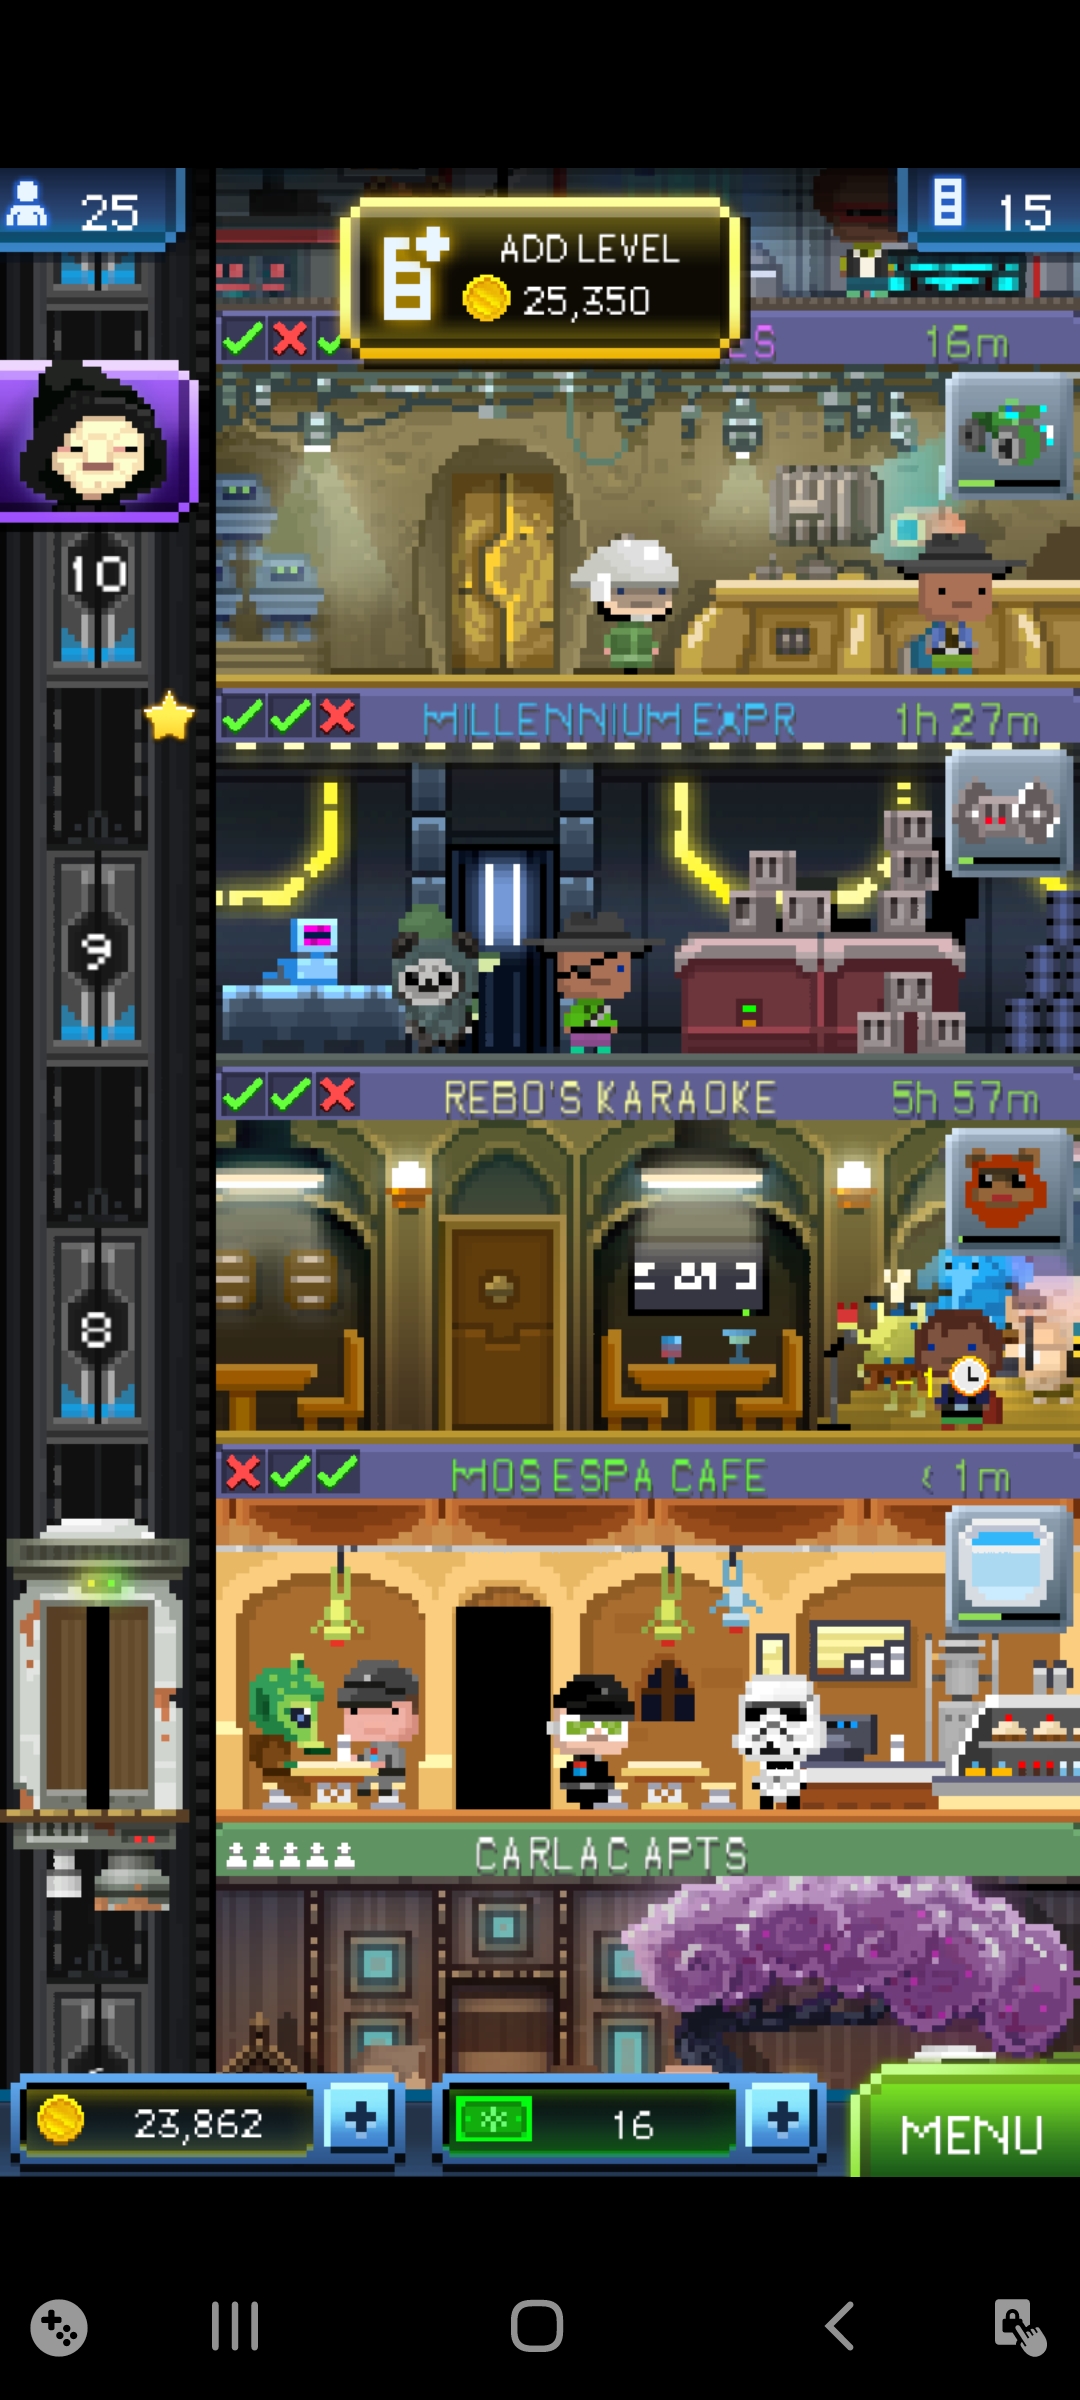 25
15
ADD LEVEL
25,350
16m
10
MILLENNIUM EXPR
1h 27m
9
REBO'S KARAOKE
5h 57m
8
-1
MOS ESPA CAFE
< 1m
CARLAC APTS
23,862
16
MENU